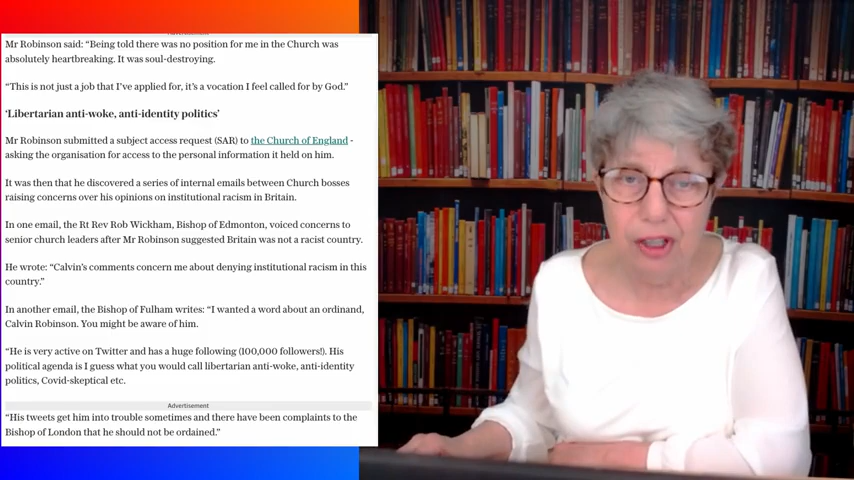 Advertisement
Mr Robinson said: “Being told there was no position for me in the Church was
absolutely heartbreaking. It was soul-destroying.
“This is not just a job that I’ve applied for, it’s a vocation I feel called for by God.”
‘Libertarian anti-woke, anti-identity politics’
Mr Robinson submitted a subject access request (SAR) to the Church of England -
asking the organisation for access to the personal information it held on him.
It was then that he discovered a series of internal emails between Church bosses
raising concerns over his opinions on institutional racism in Britain.
In one email, the Rt Rev Rob Wickham, Bishop of Edmonton, voiced concerns to
senior church leaders after Mr Robinson suggested Britain was not a racist country.
He wrote: “Calvin’s comments concern me about denying institutional racism in this
country.”
In another email, the Bishop of Fulham writes: “I wanted a word about an ordinand,
Calvin Robinson. You might be aware of him.
“He is very active on Twitter and has a huge following (100,000 followers!). His
political agenda is I guess what you would call libertarian anti-woke, anti-identity
politics, Covid-skeptical etc.
Advertisement
“His tweets get him into trouble sometimes and there have been complaints to the
Bishop of London that he should not be ordained.”